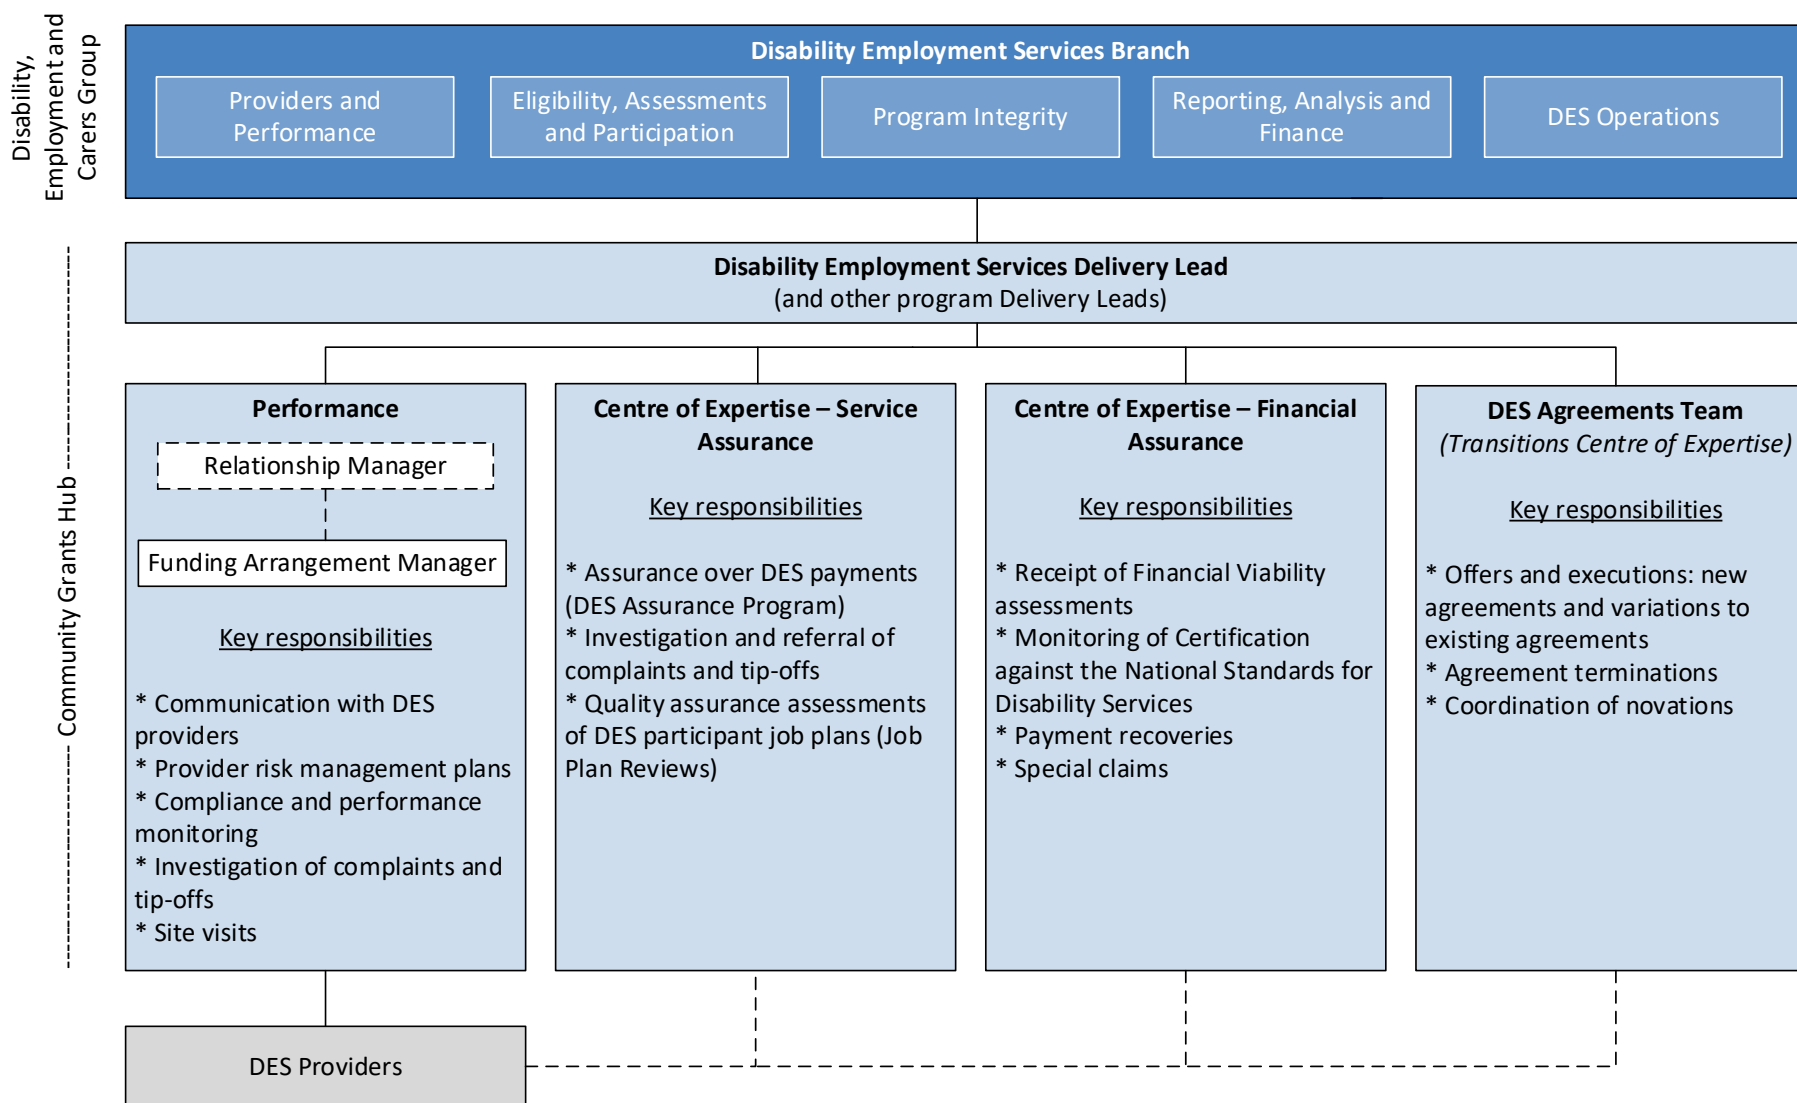 Disability,
Employment and
Carers Group
Disability Employment Services Branch
Providers and
Performance
Eligibility, Assessments
and Participation
Program Integrity
Reporting, Analysis and
Finance
DES Operations
Community Grants Hub
Disability Employment Services Delivery Lead
(and other program Delivery Leads)
Performance
Relationship Manager
Funding Arrangement Manager
Key responsibilities
* Communication with DES
providers
* Provider risk management plans
* Compliance and performance
monitoring
* Investigation of complaints and
tip-offs
* Site visits
Centre of Expertise – Service
Assurance
Key responsibilities
* Assurance over DES payments
(DES Assurance Program)
* Investigation and referral of
complaints and tip-offs
* Quality assurance assessments
of DES participant job plans (Job
Plan Reviews)
Centre of Expertise – Financial
Assurance
Key responsibilities
* Receipt of Financial Viability
assessments
* Monitoring of Certification
against the National Standards for
Disability Services
* Payment recoveries
* Special claims
DES Agreements Team
(Transitions Centre of Expertise)
Key responsibilities
* Offers and executions: new
agreements and variations to
existing agreements
* Agreement terminations
* Coordination of novations
DES Providers